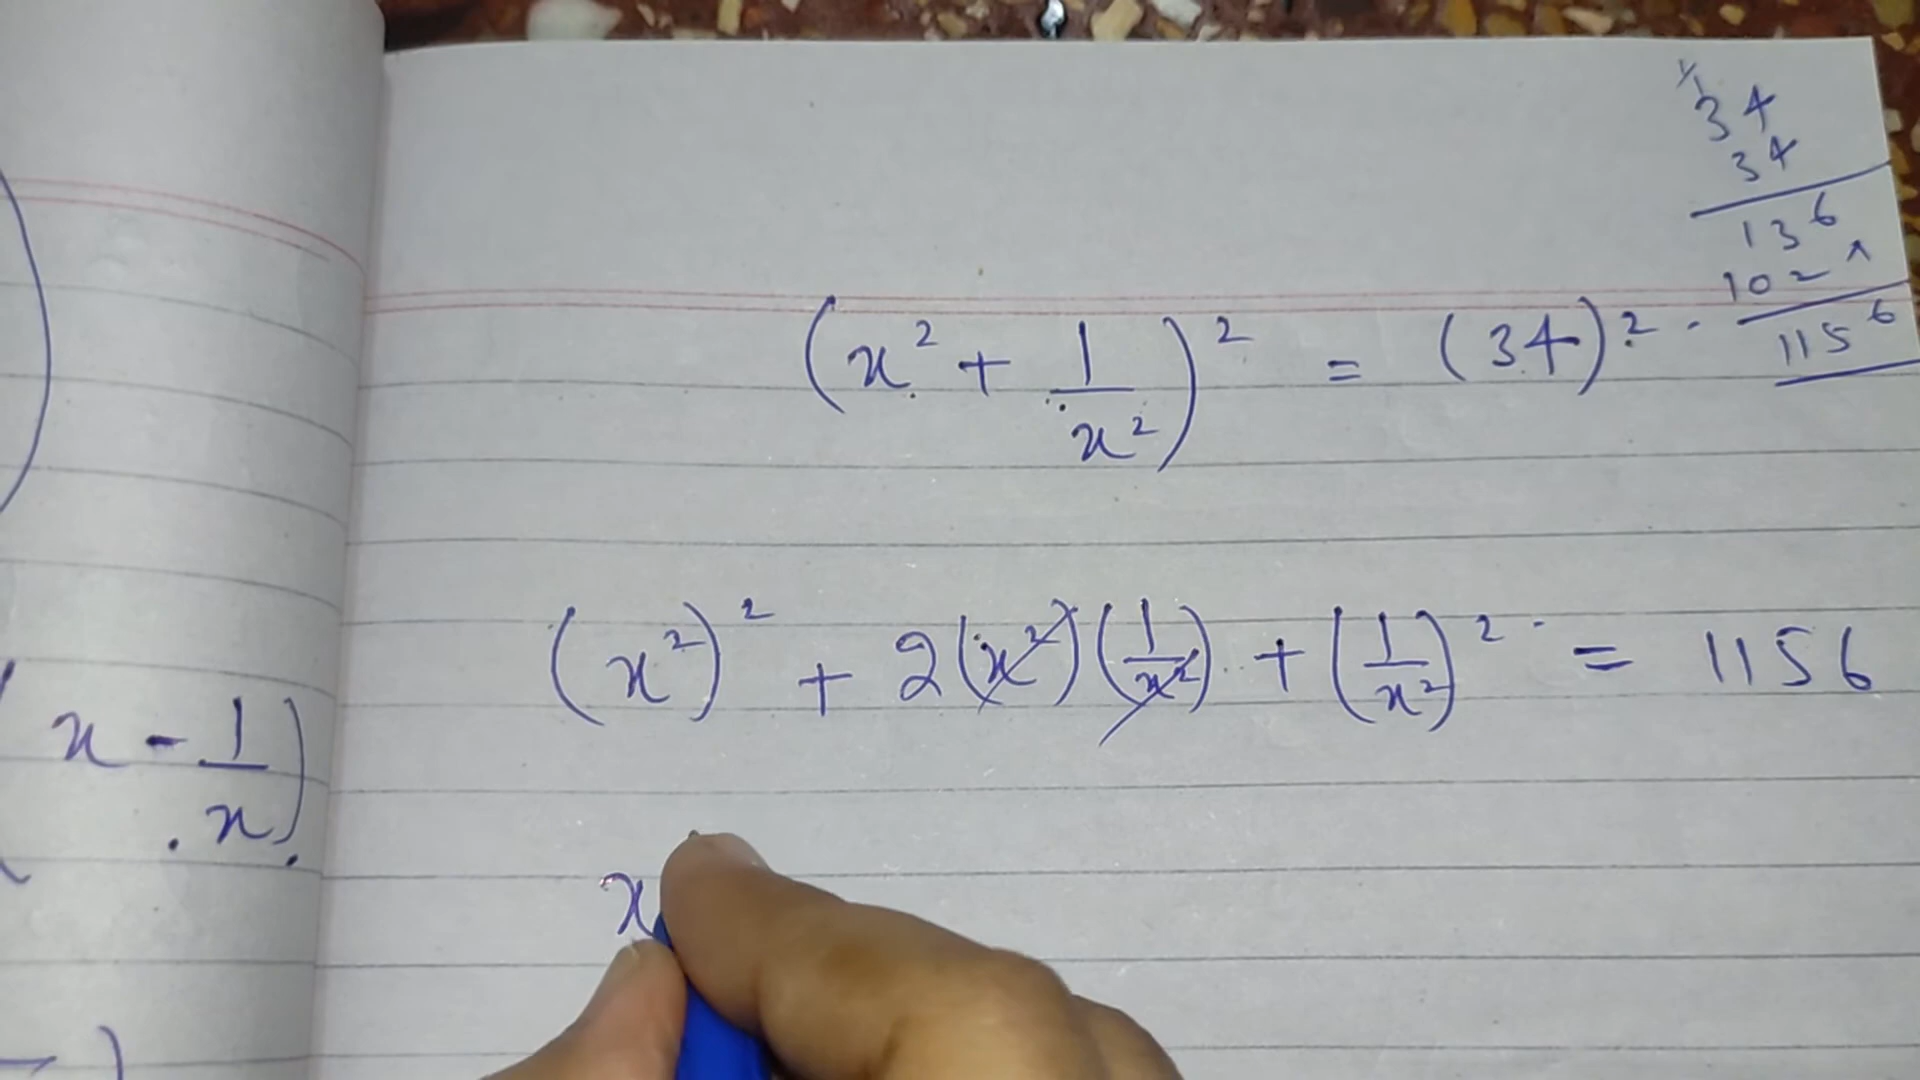 34
34
136
102×
1156
(x² + 1/x²)² = (34)²
(x²)² + 2(x²)(1/x²) + (1/x²)² = 1156
x - 1/x)
x